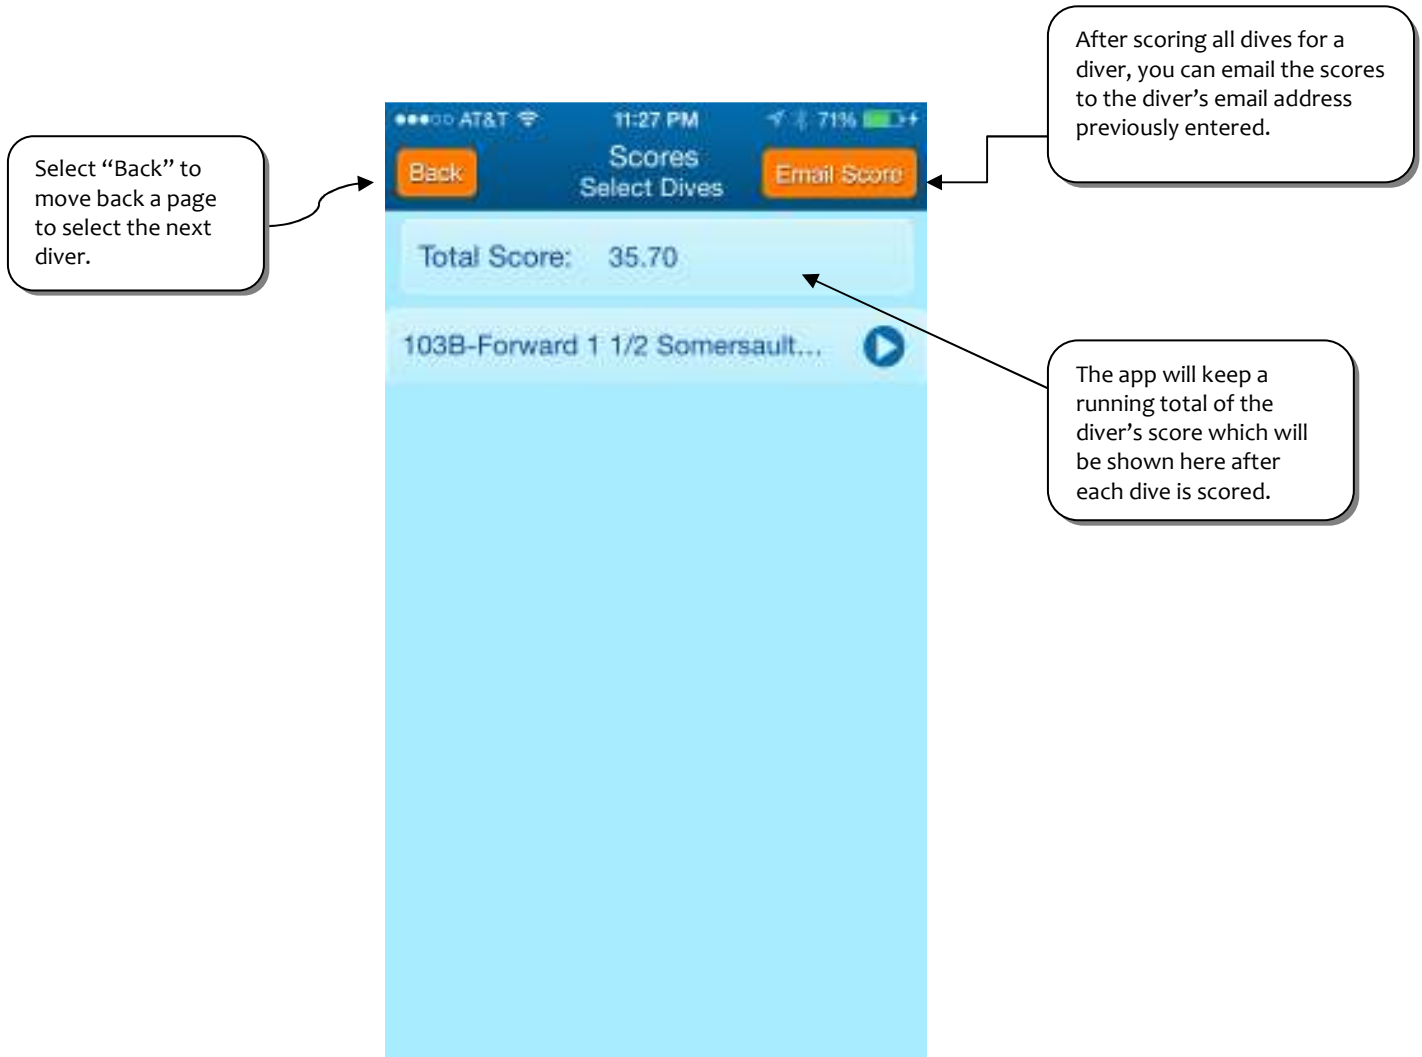 After scoring all dives for a
diver, you can email the scores
to the diver’s email address
previously entered.
Select “Back” to
move back a page
to select the next
diver.
AT&T 11:27 PM 71%
Back Scores Email Score
Select Dives
Total Score: 35.70
103B-Forward 1 1/2 Somersault...
The app will keep a
running total of the
diver’s score which will
be shown here after
each dive is scored.